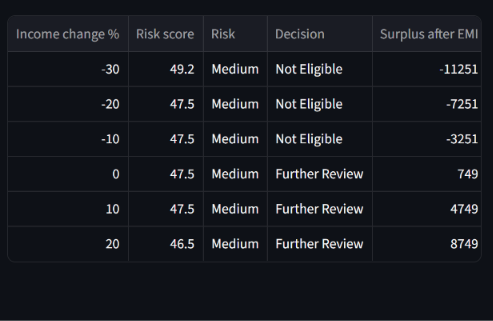 Income change % Risk score Risk Decision Surplus after EMI
-30 49.2 Medium Not Eligible -11251
-20 47.5 Medium Not Eligible -7251
-10 47.5 Medium Not Eligible -3251
0 47.5 Medium Further Review 749
10 47.5 Medium Further Review 4749
20 46.5 Medium Further Review 8749